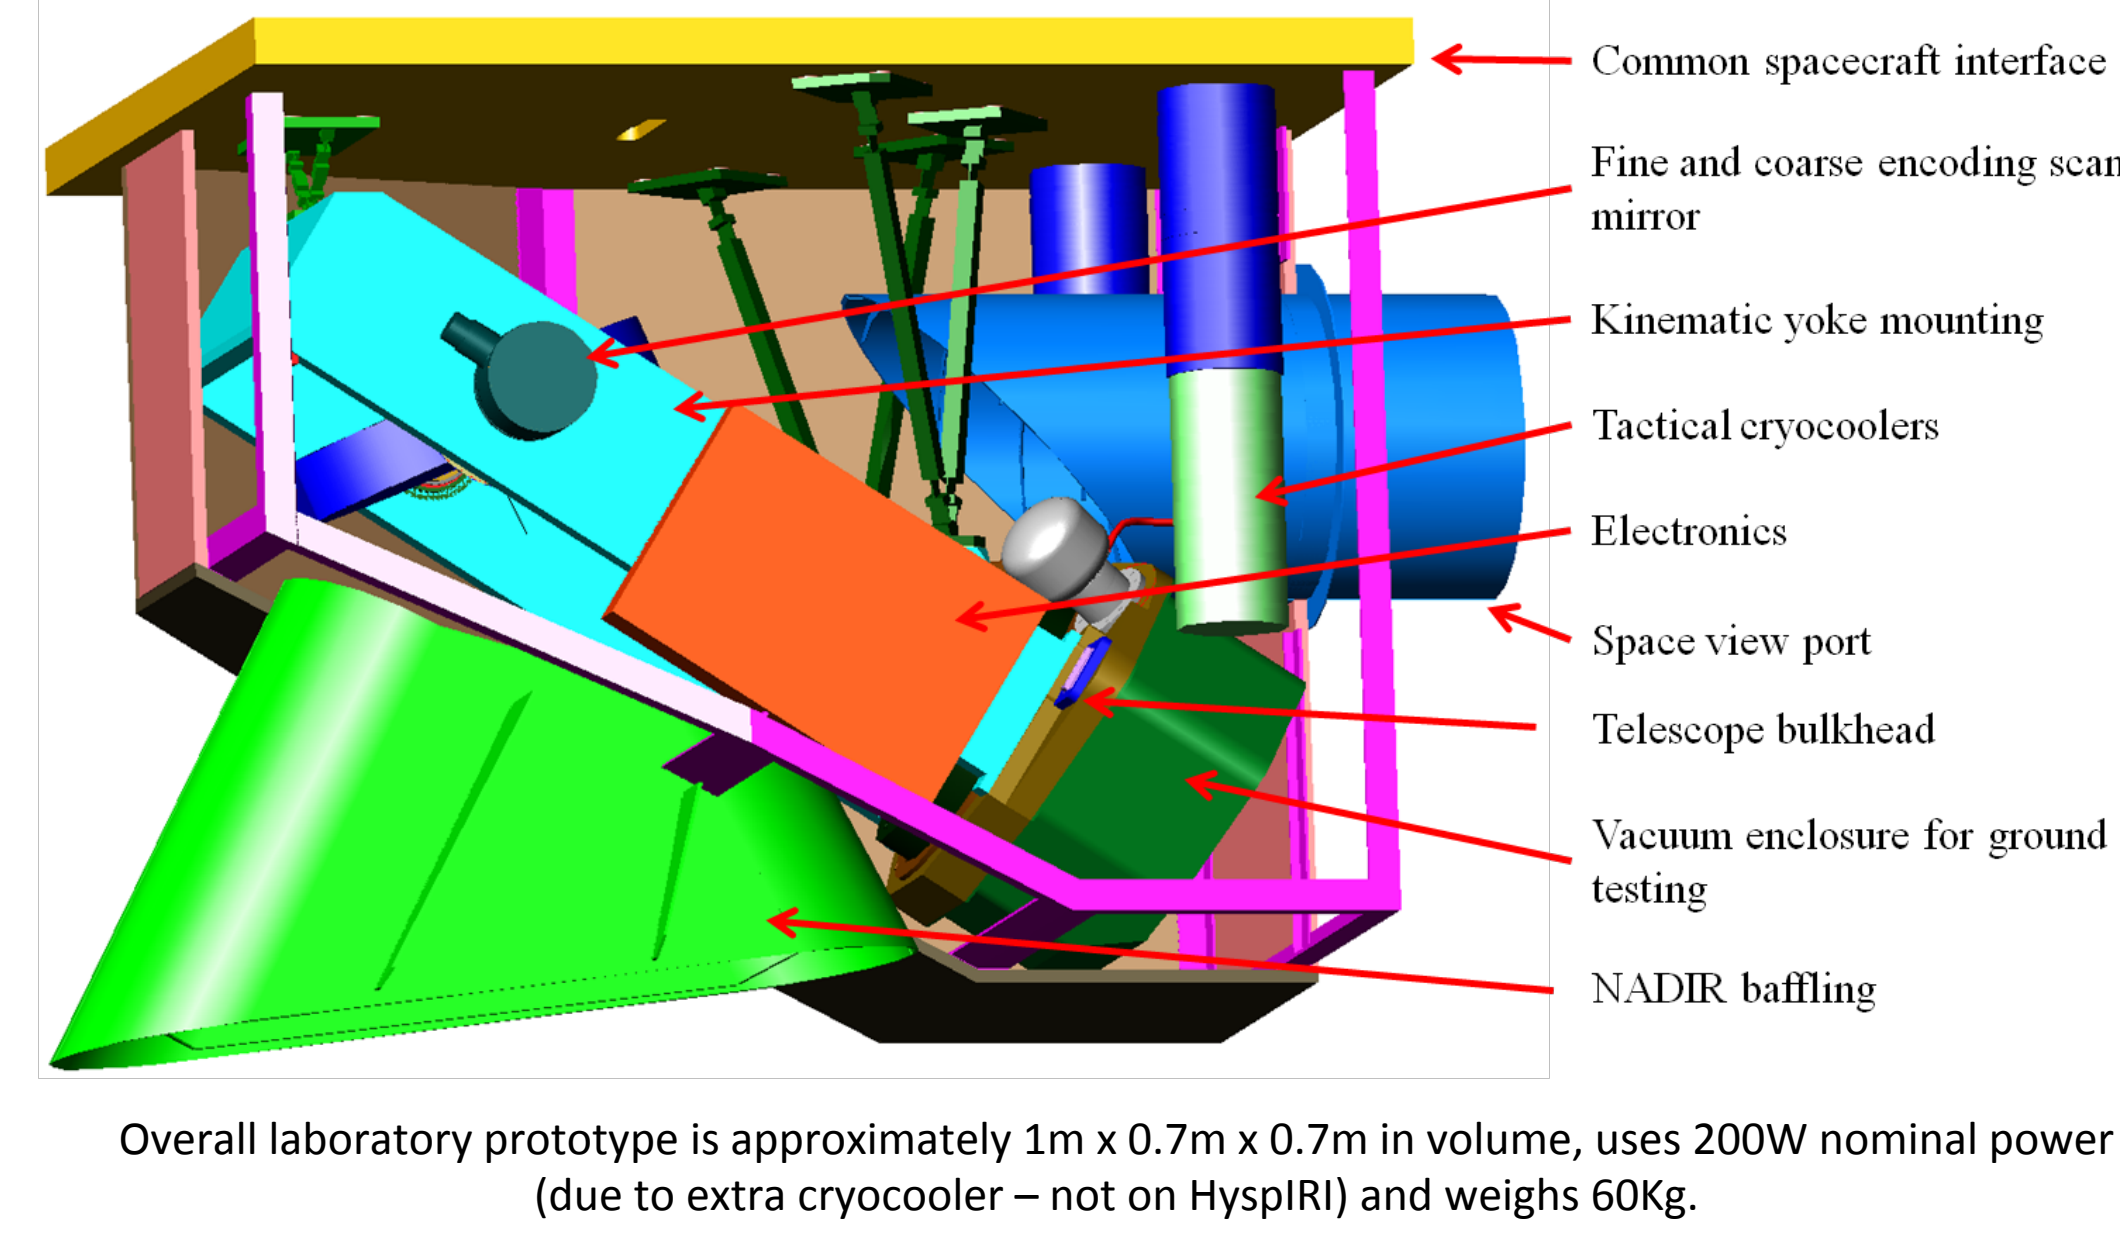 Common spacecraft interface
Fine and coarse encoding scan
mirror
Kinematic yoke mounting
Tactical cryocoolers
Electronics
Space view port
Telescope bulkhead
Vacuum enclosure for ground
testing
NADIR baffling
Overall laboratory prototype is approximately 1m x 0.7m x 0.7m in volume, uses 200W nominal power
(due to extra cryocooler – not on HyspIRI) and weighs 60Kg.